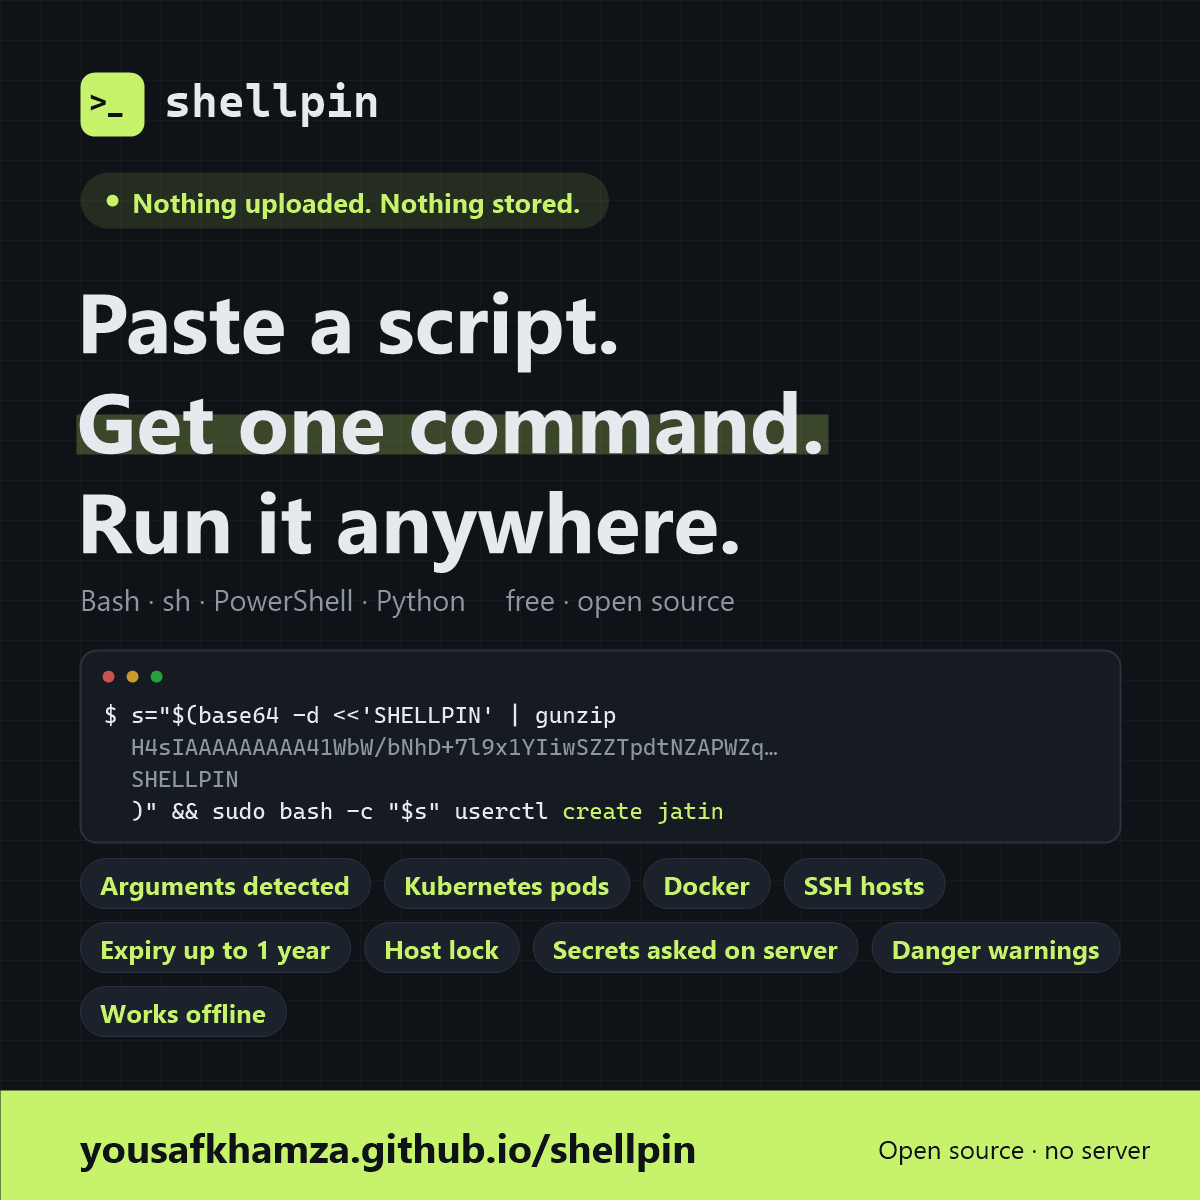 >_ shellpin
Nothing uploaded. Nothing stored.
Paste a script.
Get one command.
Run it anywhere.
Bash · sh · PowerShell · Python free · open source
$ s="$(base64 -d <<'SHELLPIN' | gunzip
H4sIAAAAAAAAA41WbW/bNhD+7l9x1YIiwSZZTpdtNZAPWZq…
SHELLPIN
)" && sudo bash -c "$s" userctl create jatin
Arguments detected Kubernetes pods Docker SSH hosts
Expiry up to 1 year Host lock Secrets asked on server Danger warnings
Works offline
yousafkhamza.github.io/shellpin Open source · no server